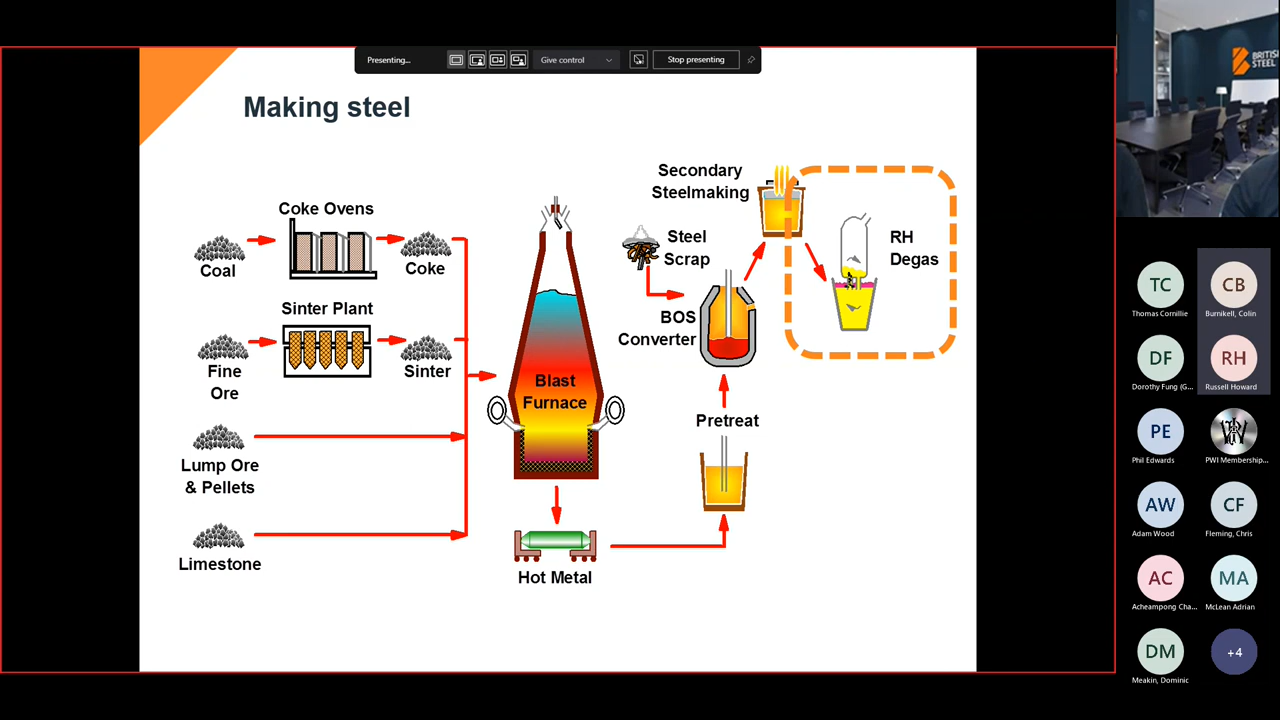 Presenting...
Give control
Stop presenting
BRITISH
STEEL
Making steel
Secondary
Steelmaking
Coke Ovens
Steel
Scrap
RH
Degas
Coal
Coke
Sinter Plant
BOS
Converter
Fine
Ore
Sinter
Blast
Furnace
Pretreat
Lump Ore
& Pellets
Limestone
Hot Metal
TC
Thomas Cornillie
CB
Burnikell, Colin
DF
Dorothy Fung (G...
RH
Russell Howard
PE
Phil Edwards
PWI Membership...
AW
Adam Wood
CF
Fleming, Chris
AC
Acheampong Cha...
MA
McLean Adrian
DM
Meakin, Dominic
+4